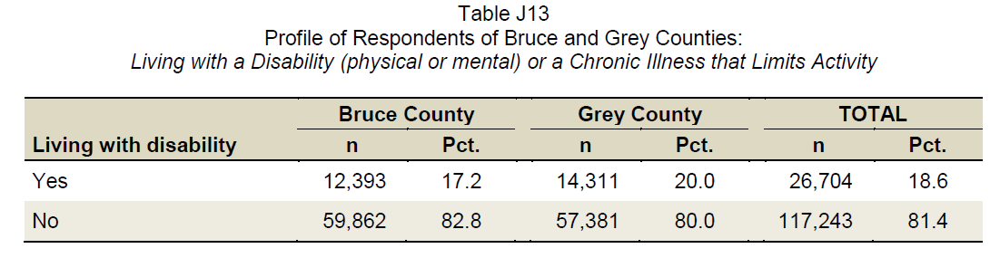 Table J13
Profile of Respondents of Bruce and Grey Counties:
Living with a Disability (physical or mental) or a Chronic Illness that Limits Activity
Bruce County Grey County TOTAL
Living with disability n Pct. n Pct. n Pct.
Yes 12,393 17.2 14,311 20.0 26,704 18.6
No 59,862 82.8 57,381 80.0 117,243 81.4